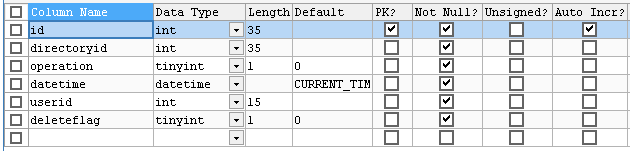 Column Name Data Type Length Default PK? Not Null? Unsigned? Auto Incr?
id int 35
directoryid int 35
operation tinyint 1 0
datetime datetime CURRENT_TIM
userid int 15
deleteflag tinyint 1 0